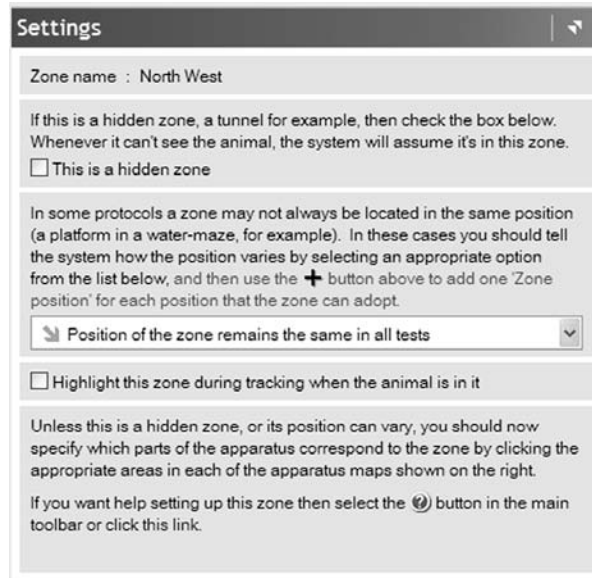 Settings
Zone name : North West
If this is a hidden zone, a tunnel for example, then check the box below.
Whenever it can't see the animal, the system will assume it's in this zone.
This is a hidden zone
In some protocols a zone may not always be located in the same position
(a platform in a water-maze, for example). In these cases you should tell
the system how the position varies by selecting an appropriate option
from the list below, and then use the + button above to add one 'Zone
position' for each position that the zone can adopt.
Position of the zone remains the same in all tests
Highlight this zone during tracking when the animal is in it
Unless this is a hidden zone, or its position can vary, you should now
specify which parts of the apparatus correspond to the zone by clicking the
appropriate areas in each of the apparatus maps shown on the right.
If you want help setting up this zone then select the ? button in the main
toolbar or click this link.